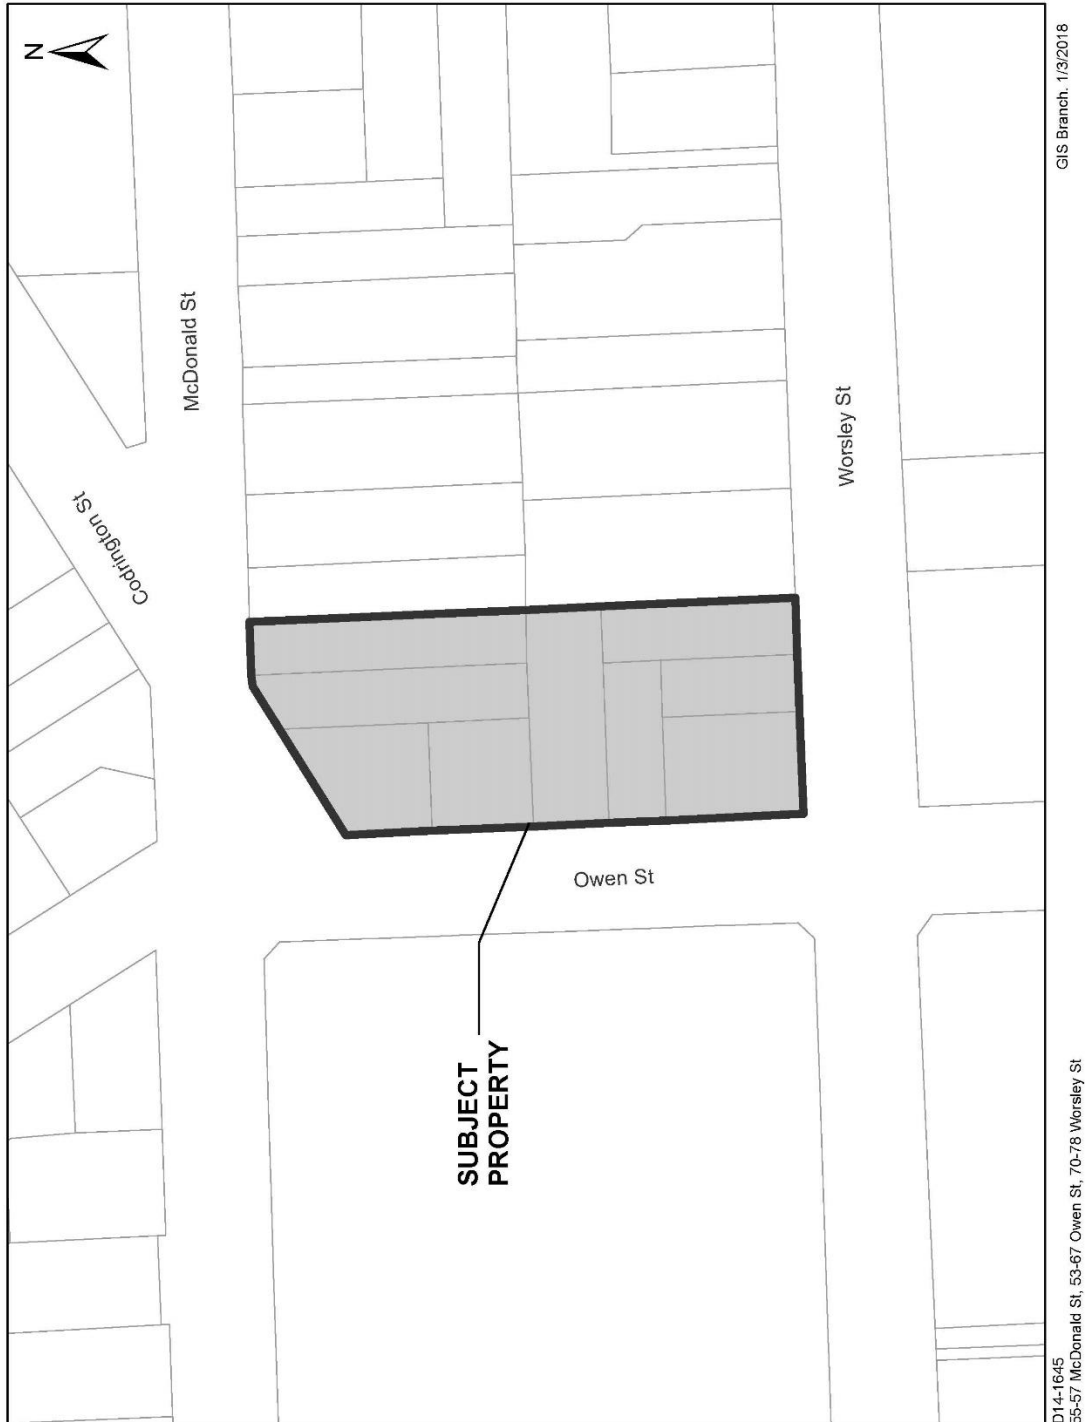 N
Codrington St
McDonald St
Worsley St
Owen St
SUBJECT
PROPERTY
D14-1645
55-57 McDonald St, 53-67 Owen St, 70-78 Worsley St
GIS Branch. 1/3/2018